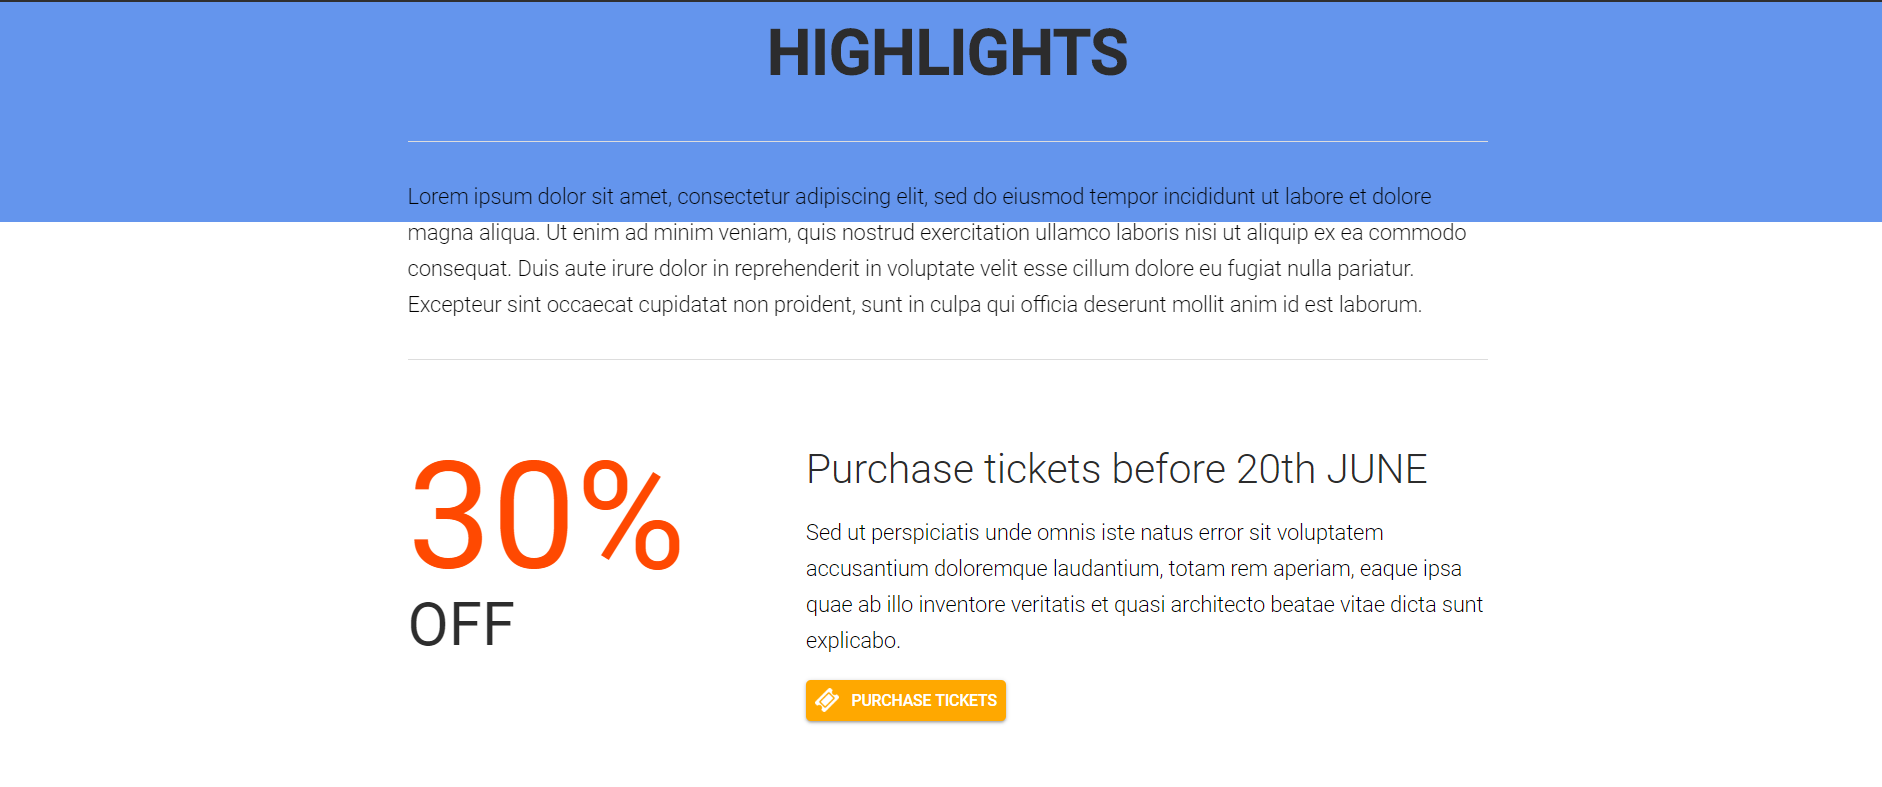 HIGHLIGHTS
Lorem ipsum dolor sit amet, consectetur adipiscing elit, sed do eiusmod tempor incididunt ut labore et dolore
magna aliqua. Ut enim ad minim veniam, quis nostrud exercitation ullamco laboris nisi ut aliquip ex ea commodo
consequat. Duis aute irure dolor in reprehenderit in voluptate velit esse cillum dolore eu fugiat nulla pariatur.
Excepteur sint occaecat cupidatat non proident, sunt in culpa qui officia deserunt mollit anim id est laborum.
30%
OFF
Purchase tickets before 20th JUNE
Sed ut perspiciatis unde omnis iste natus error sit voluptatem
accusantium doloremque laudantium, totam rem aperiam, eaque ipsa
quae ab illo inventore veritatis et quasi architecto beatae vitae dicta sunt
explicabo.
PURCHASE TICKETS